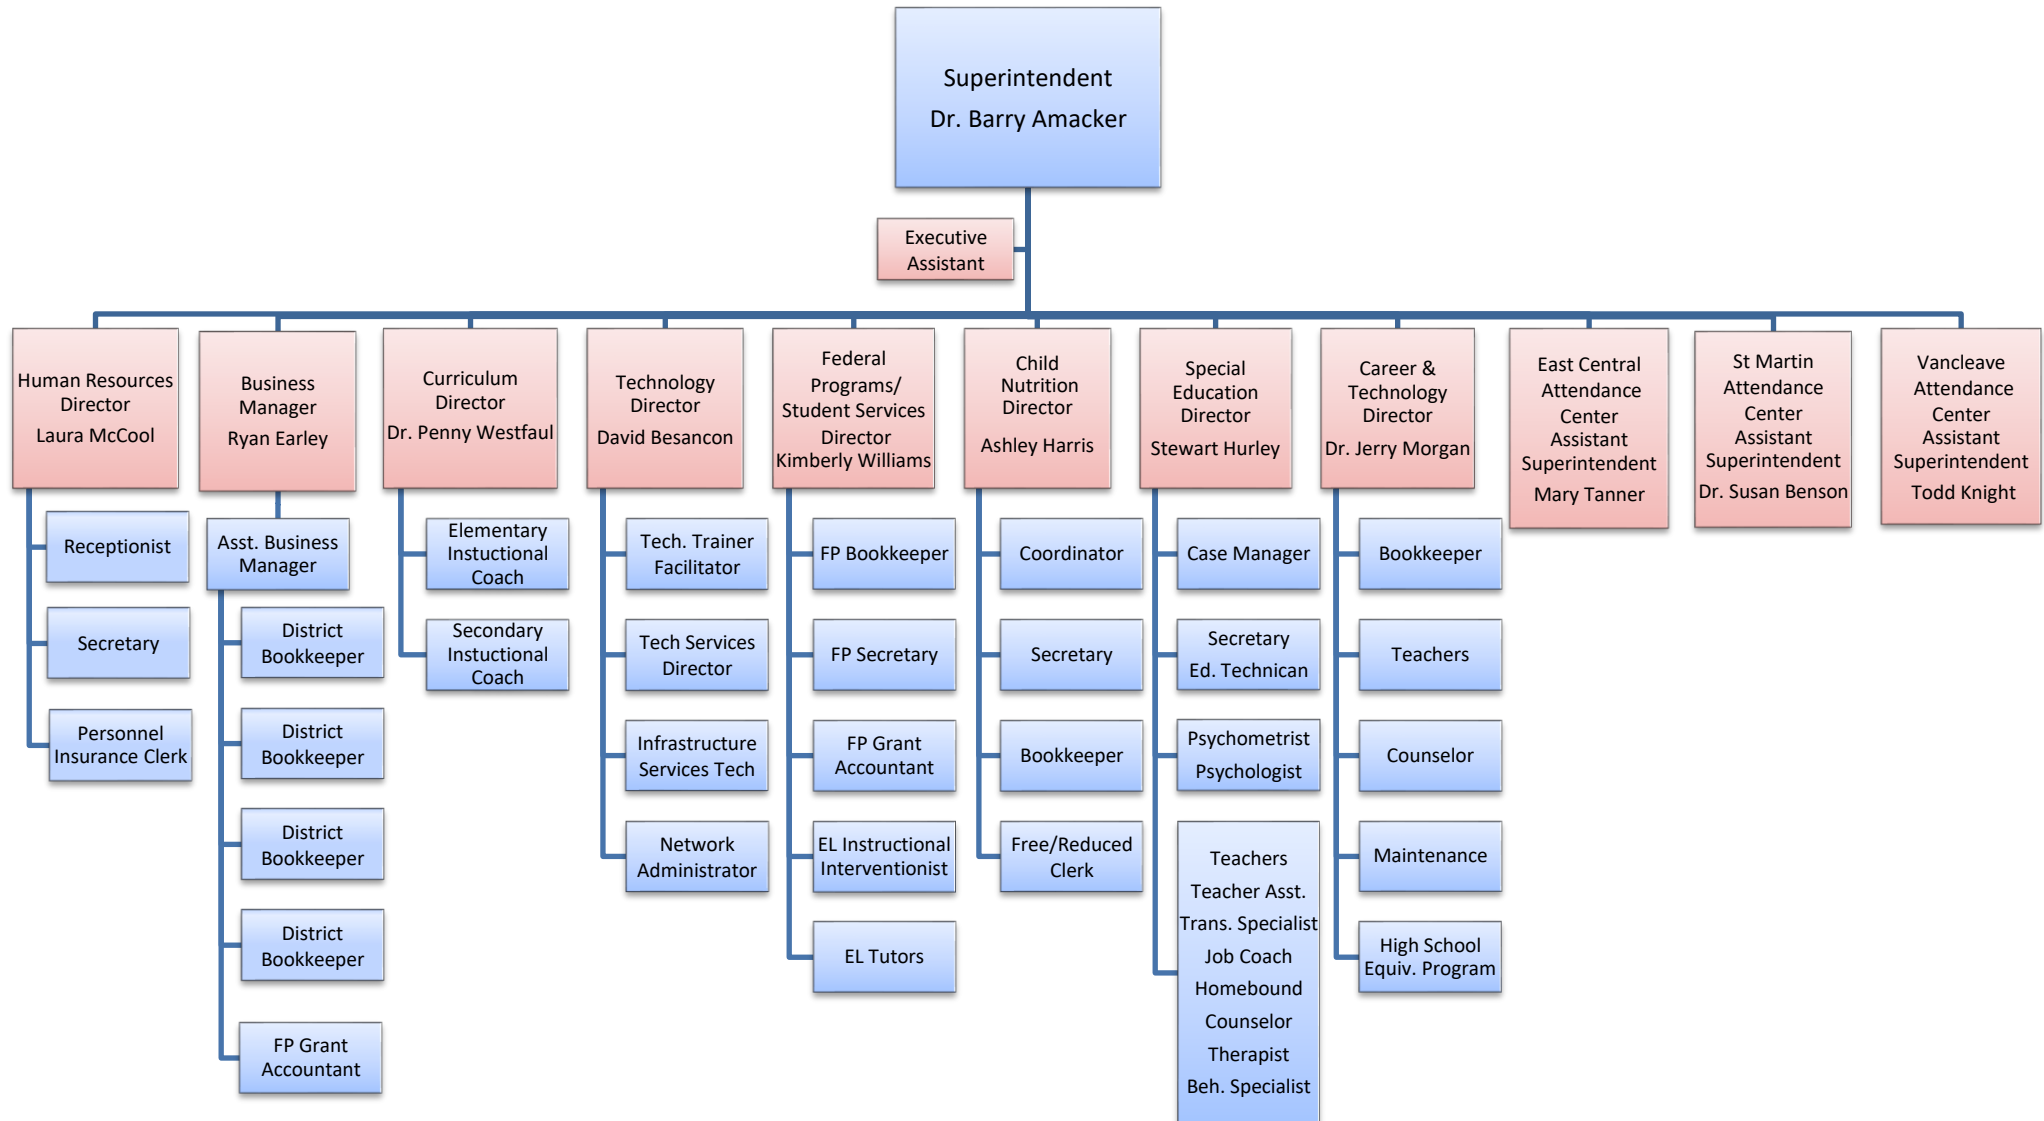 Superintendent
Dr. Barry Amacker
Executive
Assistant
Human Resources
Director
Laura McCool
Business
Manager
Ryan Earley
Curriculum
Director
Dr. Penny Westfaul
Technology
Director
David Besancon
Federal
Programs/
Student Services
Director
Kimberly Williams
Child
Nutrition
Director
Ashley Harris
Special
Education
Director
Stewart Hurley
Career &
Technology
Director
Dr. Jerry Morgan
East Central
Attendance
Center
Assistant
Superintendent
Mary Tanner
St Martin
Attendance
Center
Assistant
Superintendent
Dr. Susan Benson
Vancleave
Attendance
Center
Assistant
Superintendent
Todd Knight
Receptionist
Secretary
Personnel
Insurance Clerk
Asst. Business
Manager
District
Bookkeeper
District
Bookkeeper
District
Bookkeeper
District
Bookkeeper
FP Grant
Accountant
Elementary
Instuctional
Coach
Secondary
Instuctional
Coach
Tech. Trainer
Facilitator
Tech Services
Director
Infrastructure
Services Tech
Network
Administrator
FP Bookkeeper
FP Secretary
FP Grant
Accountant
EL Instructional
Interventionist
EL Tutors
Coordinator
Secretary
Bookkeeper
Free/Reduced
Clerk
Case Manager
Secretary
Ed. Technican
Psychometrist
Psychologist
Teachers
Teacher Asst.
Trans. Specialist
Job Coach
Homebound
Counselor
Therapist
Beh. Specialist
Bookkeeper
Teachers
Counselor
Maintenance
High School
Equiv. Program